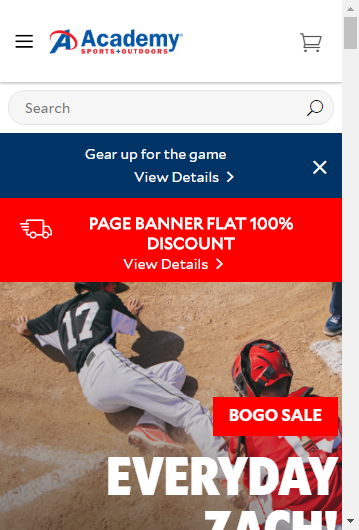 Academy
SPORTS+OUTDOORS
Search
Gear up for the game
View Details
PAGE BANNER FLAT 100%
DISCOUNT
View Details
17
BOGO SALE
EVERYDAY
ZACH!